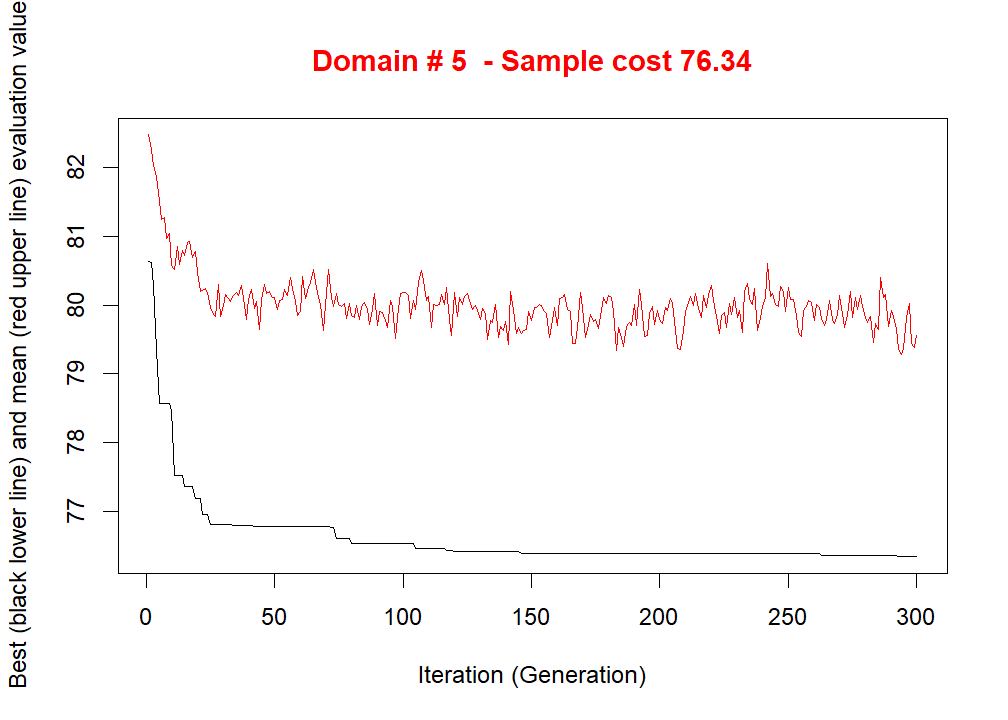 Domain # 5  - Sample cost 76.34
Best (black lower line) and mean (red upper line) evaluation value
82
81
80
79
78
77
0 50 100 150 200 250 300
Iteration (Generation)